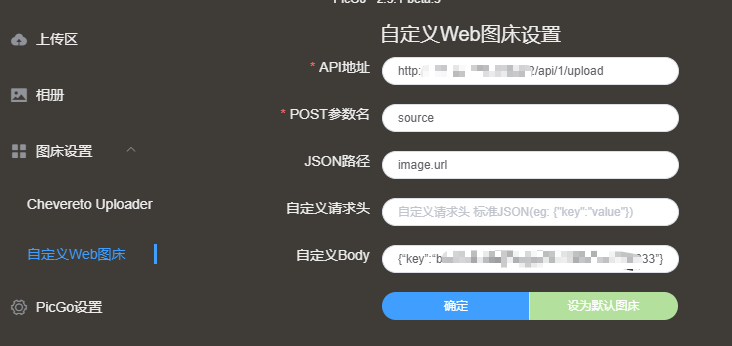 PicGo - 2.3.1-beta.5
自定义Web图床设置
上传区
相册
图床设置
Chevereto Uploader
自定义Web图床
PicGo设置
* API地址
http:
2/api/1/upload
* POST参数名
source
JSON路径
image.url
自定义请求头
自定义请求头 标准JSON(eg: {"key":"value"})
自定义Body
{"key":"b
333"}
确定
设为默认图床